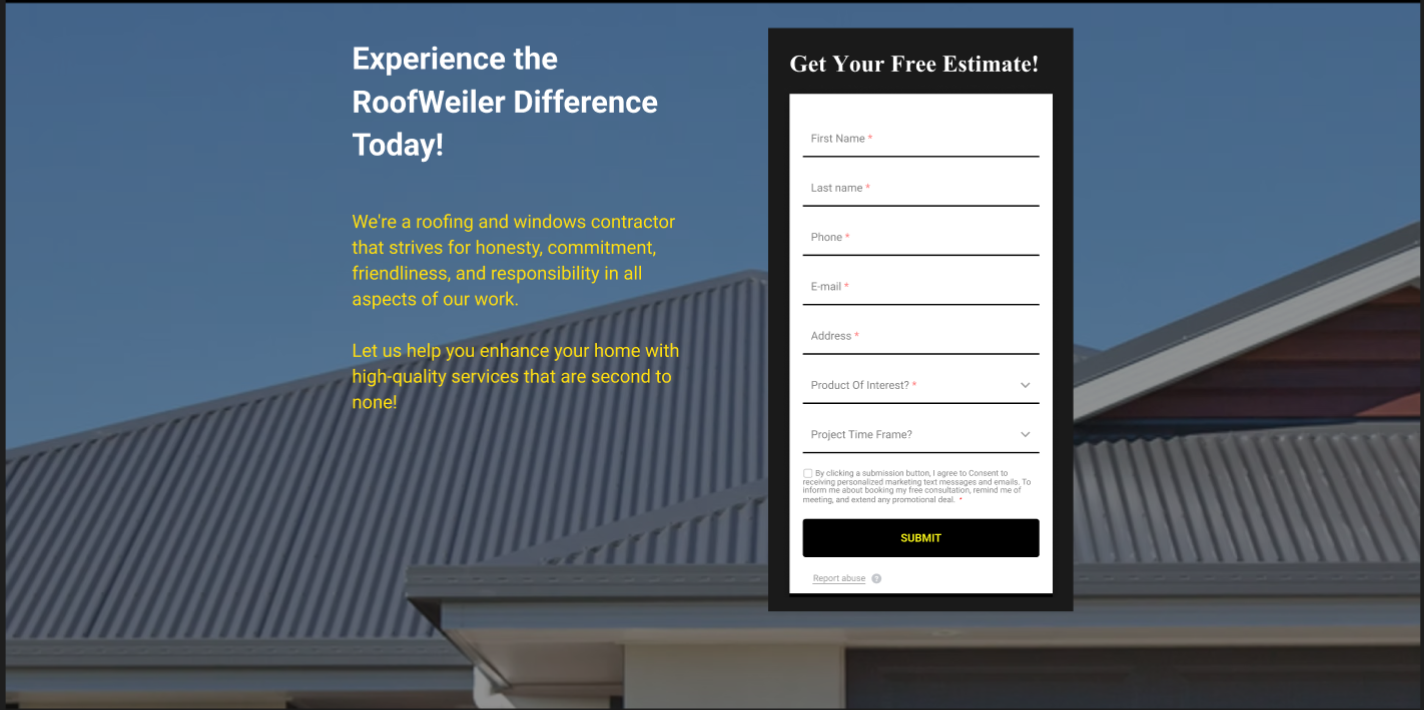 Experience the
RoofWeiler Difference
Today!
We're a roofing and windows contractor
that strives for honesty, commitment,
friendliness, and responsibility in all
aspects of our work.
Let us help you enhance your home with
high-quality services that are second to
none!
Get Your Free Estimate!
First Name *
Last name *
Phone *
E-mail *
Address *
Product Of Interest? *
Project Time Frame?
By clicking a submission button, I agree to Consent to
receiving personalized marketing text messages and emails. To
inform me about booking my free consultation, remind me of
meeting, and extend any promotional deal. *
SUBMIT
Report abuse ?